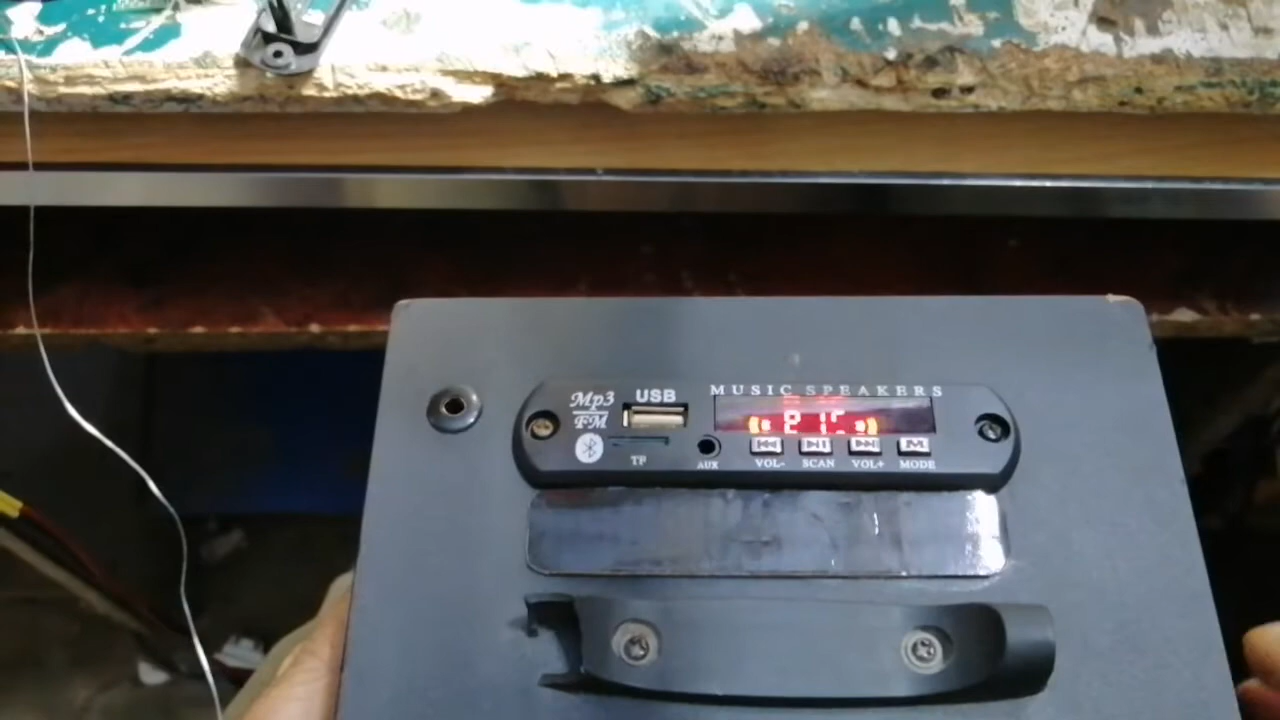 MUSIC SPEAKERS
Mp3
FM
USB
TF
AUX
VOL-
SCAN
VOL+
M
MODE